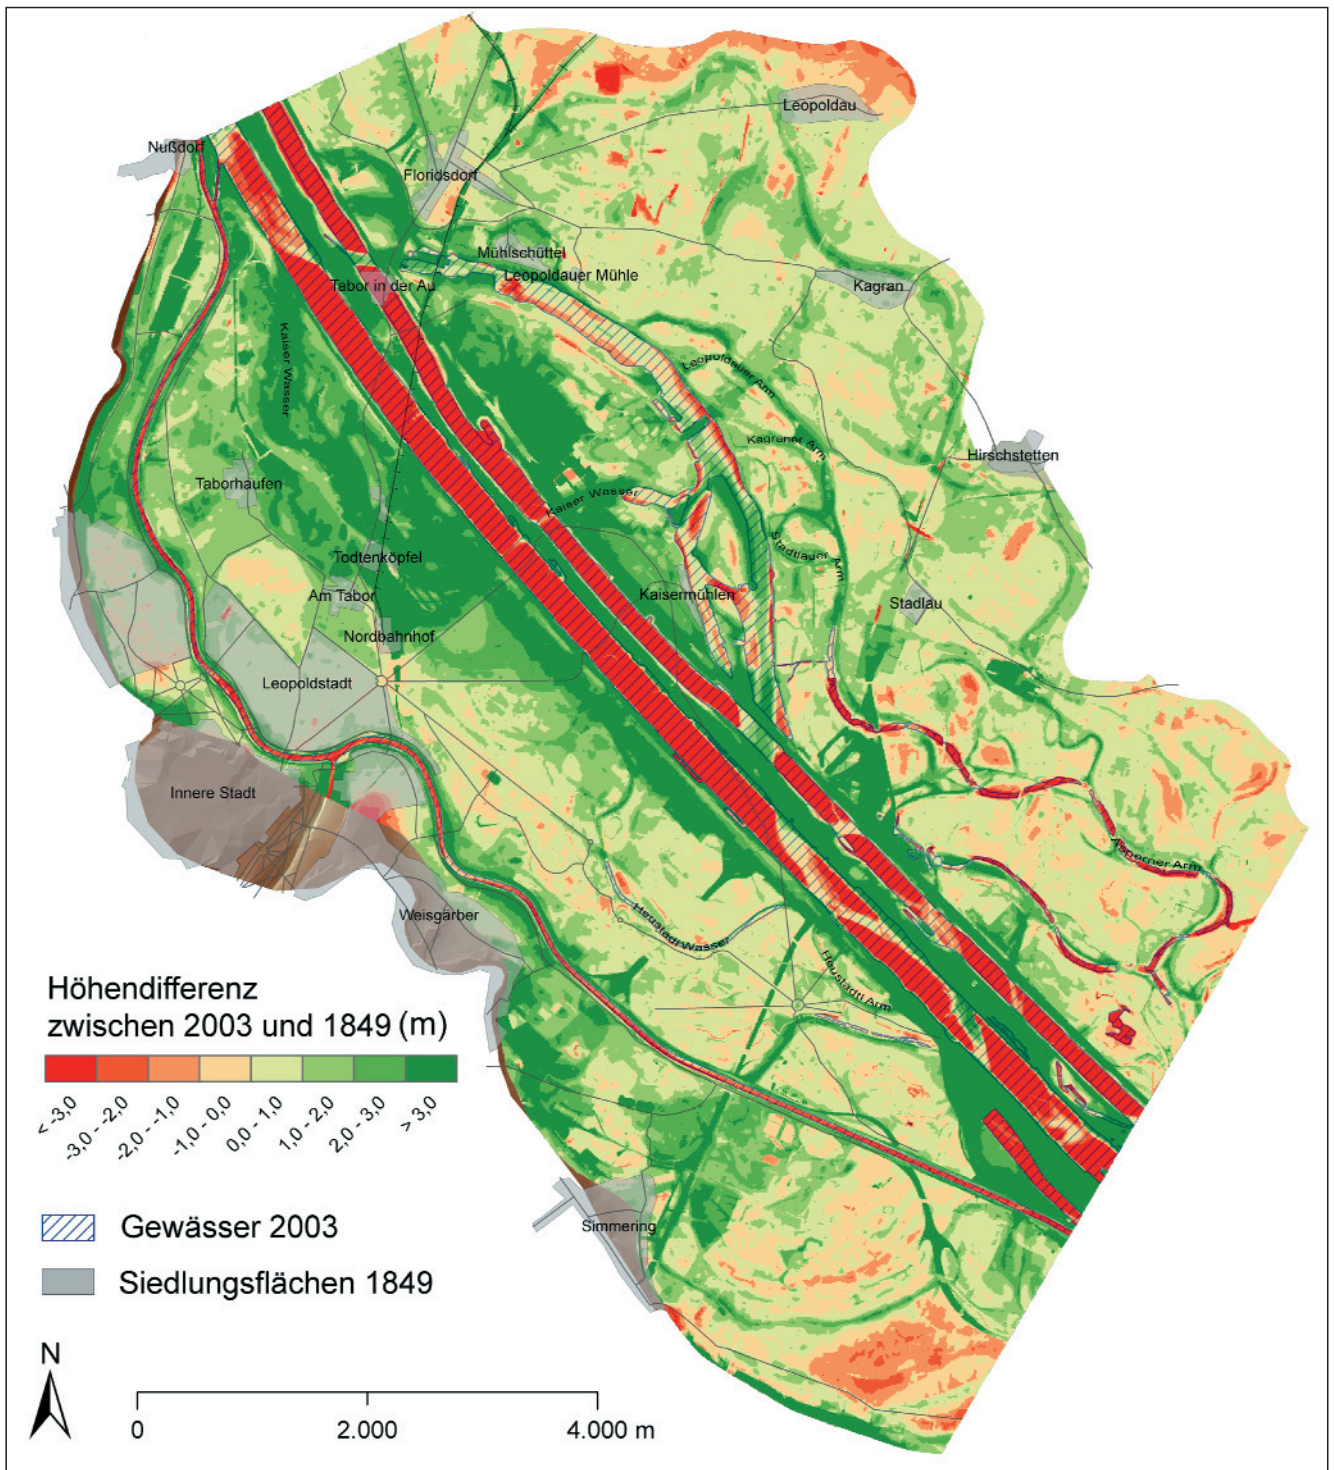 Leopoldau
Nußdorf
Floridsdorf
Mühlschüttel
Leopoldauer Mühle
Tabor in der Au
Kagran
Kaiser Wasser
Leopoldauer Arm
Kagraner Arm
Hirschstetten
Taborhaufen
Kaiser Wasser
Todtenköpfel
Stadtlauer Arm
Am Tabor
Kaisermühlen
Stadlau
Nordbahnhof
Leopoldstadt
Innere Stadt
Asperner Arm
Weisgärber
Heustadl Wasser
Heustadtl Arm
Simmering
Höhendifferenz
zwischen 2003 und 1849 (m)
< -3,0
-3,0 - -2,0
-2,0 - -1,0
-1,0 - 0,0
0,0 - 1,0
1,0 - 2,0
2,0 - 3,0
> 3,0
Gewässer 2003
Siedlungsflächen 1849
N
0 2.000 4.000 m